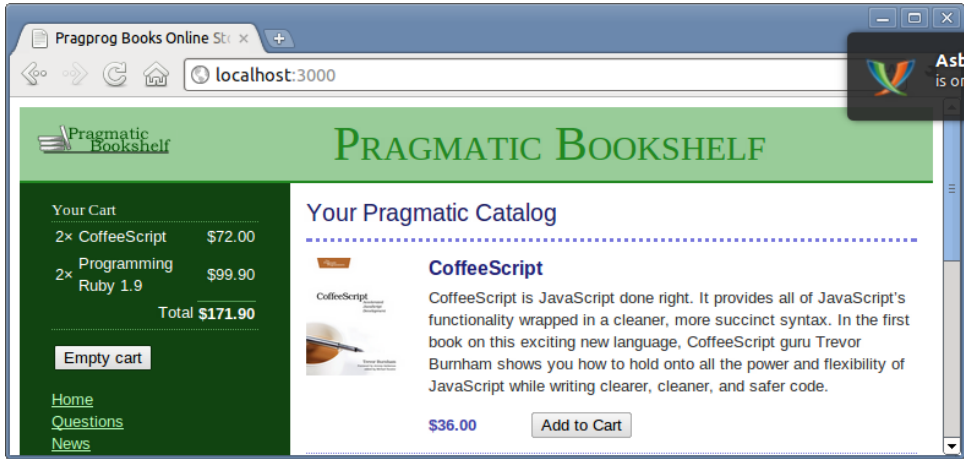 Pragprog Books Online St
localhost:3000
Asb
is or
Pragmatic
Bookshelf
PRAGMATIC BOOKSHELF
Your Cart
2× CoffeeScript $72.00
2× Programming Ruby 1.9 $99.90
Total $171.90
Empty cart
Home
Questions
News
Your Pragmatic Catalog
CoffeeScript
CoffeeScript
CoffeeScript is JavaScript done right. It provides all of JavaScript's
functionality wrapped in a cleaner, more succinct syntax. In the first
book on this exciting new language, CoffeeScript guru Trevor
Burnham shows you how to hold onto all the power and flexibility of
JavaScript while writing clearer, cleaner, and safer code.
$36.00 Add to Cart